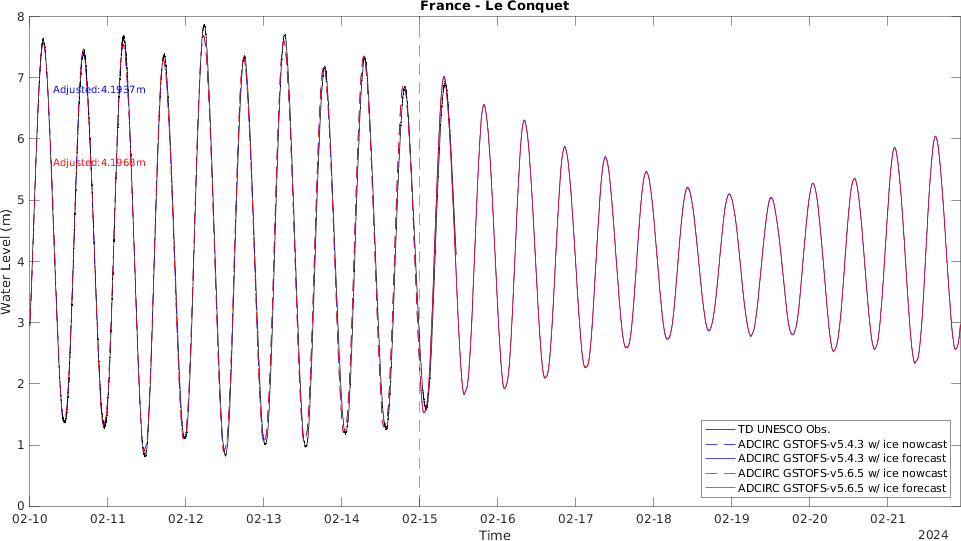 France - Le Conquet
8
7
6
5
4
3
2
1
0
Water Level (m)
Adjusted:4.1937m
Adjusted:4.1968m
TD UNESCO Obs.
ADCIRC GSTOFS-v5.4.3 w/ ice nowcast
ADCIRC GSTOFS-v5.4.3 w/ ice forecast
ADCIRC GSTOFS-v5.6.5 w/ ice nowcast
ADCIRC GSTOFS-v5.6.5 w/ ice forecast
02-10 02-11 02-12 02-13 02-14 02-15 02-16 02-17 02-18 02-19 02-20 02-21
Time
2024